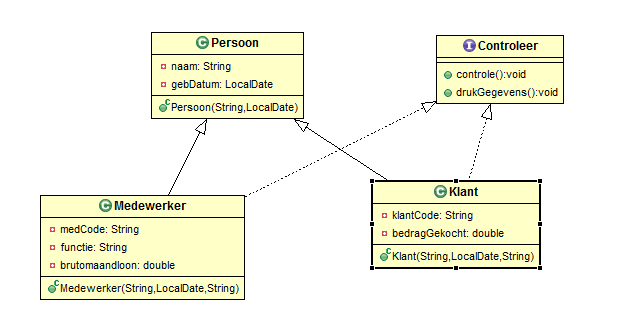 Persoon
naam: String
gebDatum: LocalDate
Persoon(String,LocalDate)
Controleer
controle():void
drukGegevens():void
Medewerker
medCode: String
functie: String
brutomaandloon: double
Medewerker(String,LocalDate,String)
Klant
klantCode: String
bedragGekocht: double
Klant(String,LocalDate,String)